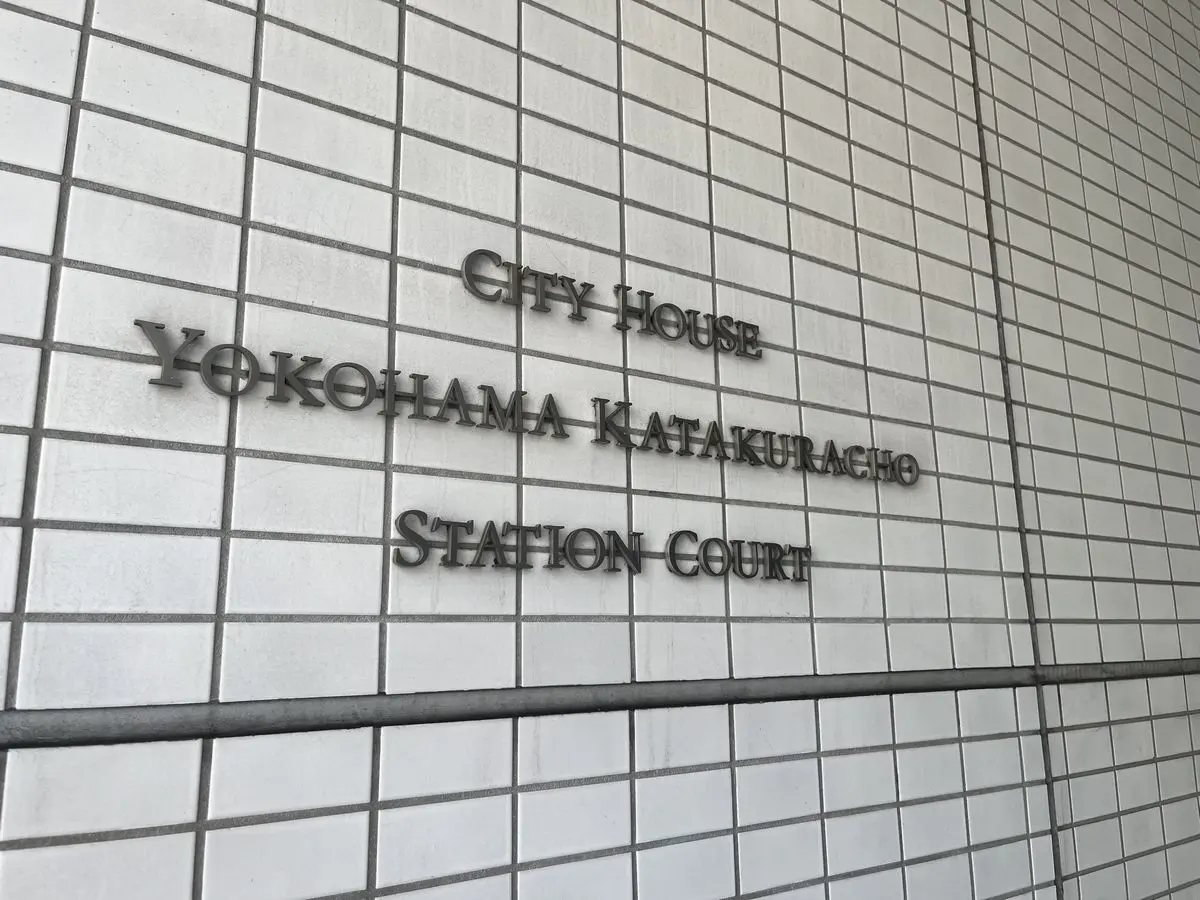 City House
Yokohama Katakuracho
Station Court